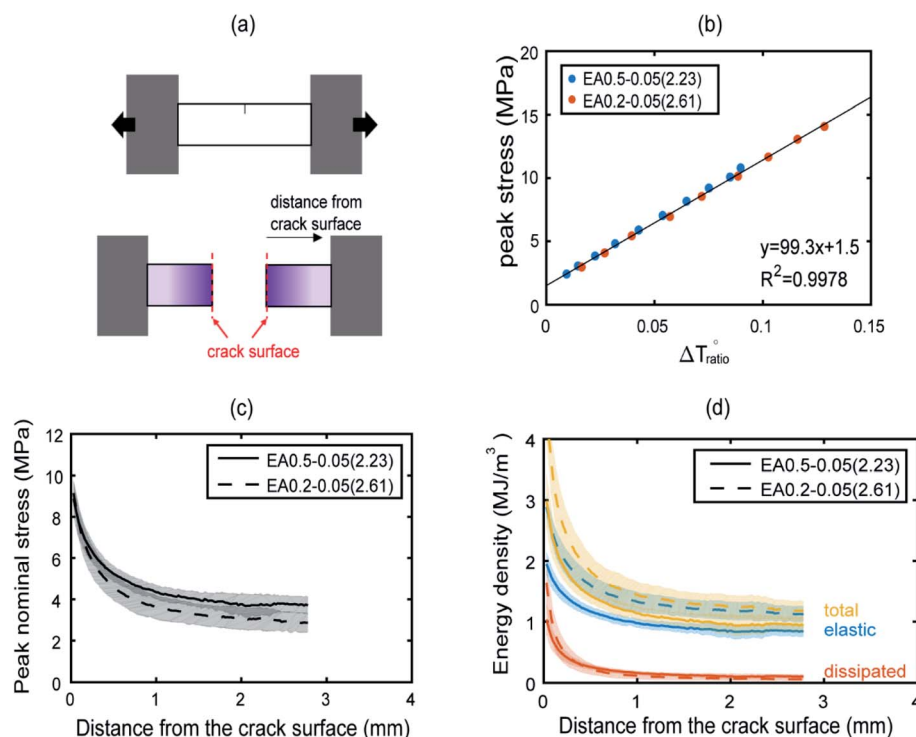 (a)
distance from
crack surface
crack surface
(b)
peak stress (MPa)
20
15
10
5
0
EA0.5-0.05(2.23)
EA0.2-0.05(2.61)
y=99.3x+1.5
R²=0.9978
0
0.05
0.1
0.15
ΔT°ratio
(c)
Peak nominal stress (MPa)
12
10
8
6
4
2
0
EA0.5-0.05(2.23)
EA0.2-0.05(2.61)
0
1
2
3
4
Distance from the crack surface (mm)
(d)
Energy density (MJ/m³)
4
3
2
1
0
EA0.5-0.05(2.23)
EA0.2-0.05(2.61)
total
elastic
dissipated
0
1
2
3
4
Distance from the crack surface (mm)